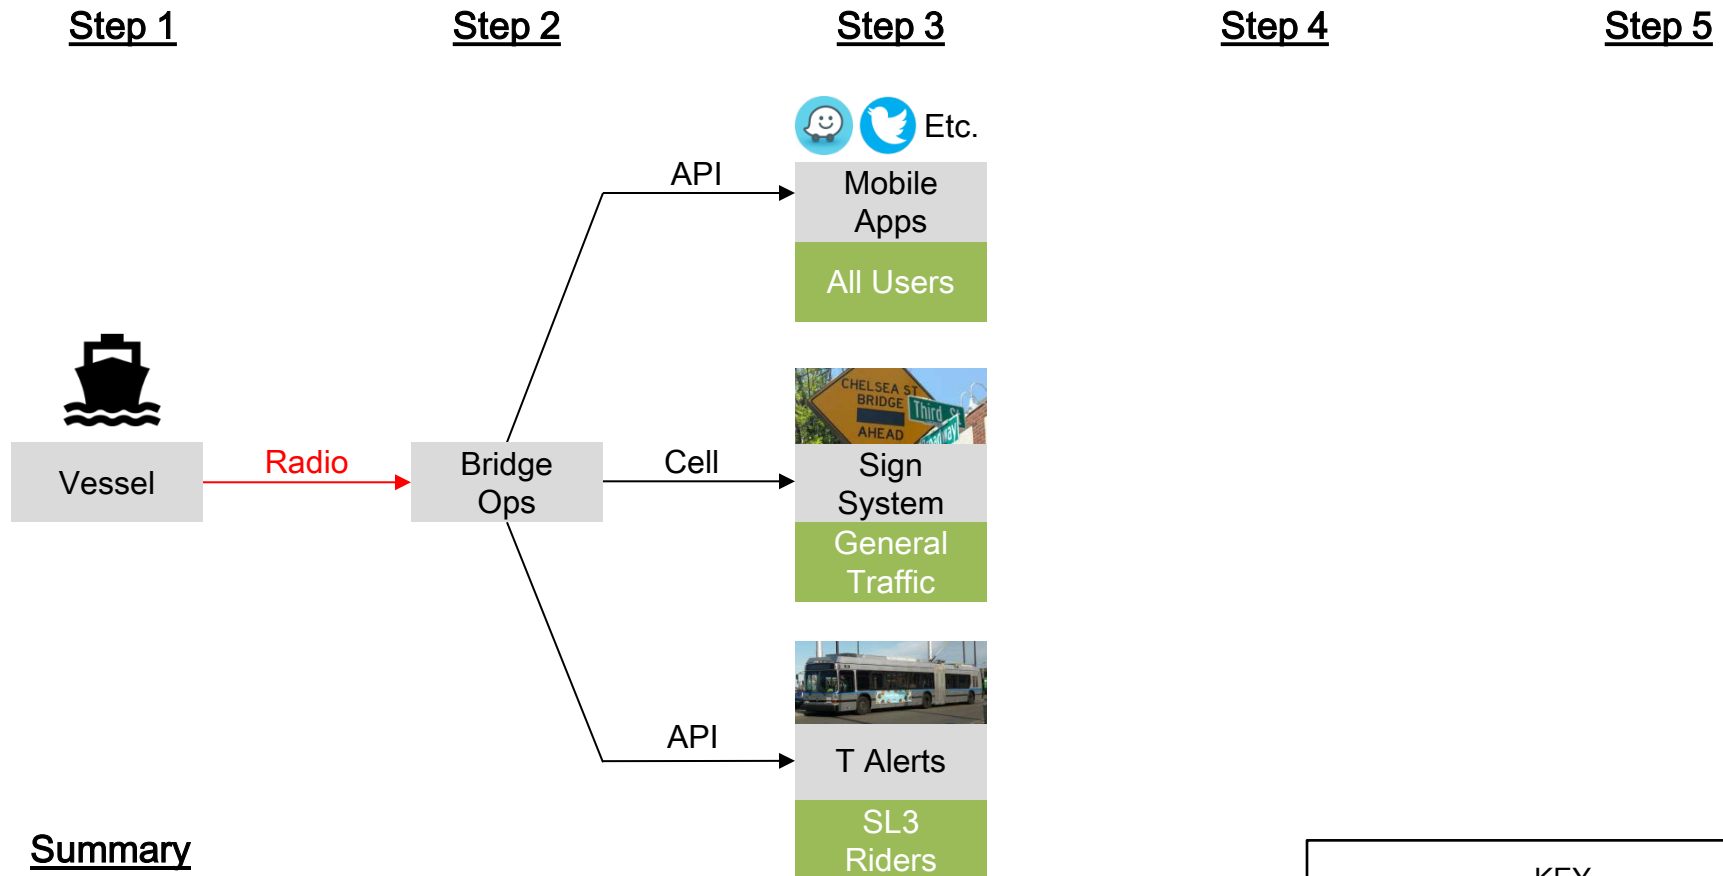 Step 1
Step 2
Step 3
Step 4
Step 5
Etc.
API
Mobile
Apps
All Users
CHELSEA ST
BRIDGE
AHEAD
Third
Radio
Cell
Vessel
Bridge
Ops
Sign
System
General
Traffic
API
T Alerts
SL3
Riders
Summary
KEY